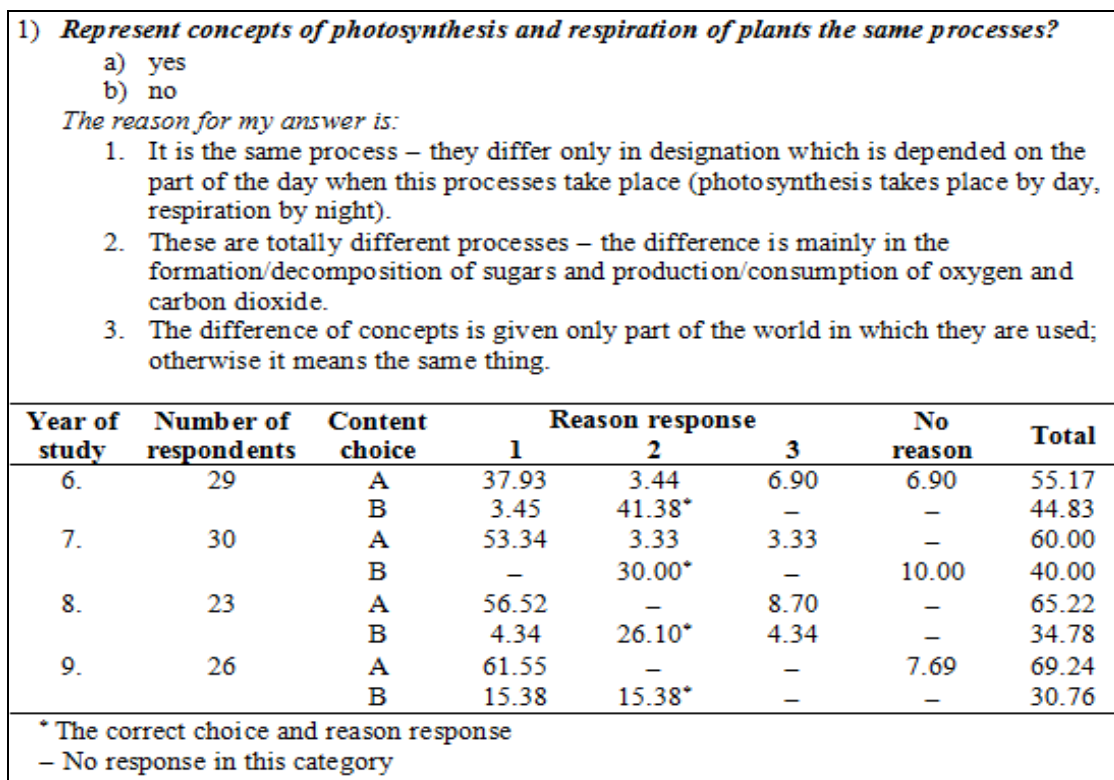 1) Represent concepts of photosynthesis and respiration of plants the same processes?
a) yes
b) no
The reason for my answer is:
1. It is the same process – they differ only in designation which is depended on the
part of the day when this processes take place (photosynthesis takes place by day,
respiration by night).
2. These are totally different processes – the difference is mainly in the
formation/decomposition of sugars and production/consumption of oxygen and
carbon dioxide.
3. The difference of concepts is given only part of the world in which they are used;
otherwise it means the same thing.
Year of Number of Content Reason response No Total
study respondents choice 1 2 3 reason
6. 29 A 37.93 3.44 6.90 6.90 55.17
B 3.45 41.38* – – 44.83
7. 30 A 53.34 3.33 3.33 – 60.00
B – 30.00* – 10.00 40.00
8. 23 A 56.52 – 8.70 – 65.22
B 4.34 26.10* 4.34 – 34.78
9. 26 A 61.55 – – 7.69 69.24
B 15.38 15.38* – – 30.76
* The correct choice and reason response
– No response in this category